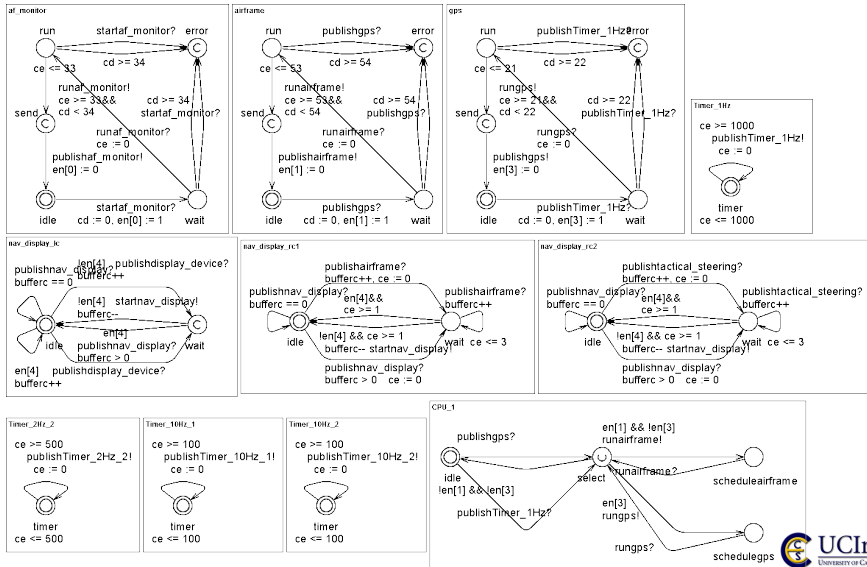 af_monitor
run
startaf_monitor?
error
cd >= 34
ce <= 33
runaf_monitor!
ce >= 33&&
cd < 34
cd >= 34
startaf_monitor?
send
runaf_monitor?
ce := 0
publishaf_monitor!
en[0] := 0
startaf_monitor?
idle
cd := 0, en[0] := 1
wait
airframe
run
publishgps?
error
cd >= 54
ce <= 53
runairframe!
ce >= 53&&
cd < 54
cd >= 54
publishgps?
send
runairframe?
ce := 0
publishairframe!
en[1] := 0
publishgps?
idle
cd := 0, en[1] := 1
wait
gps
run
publishTimer_1Hz?
error
cd >= 22
ce <= 21
rungps!
ce >= 21&&
cd < 22
cd >= 22
publishTimer_1Hz?
send
rungps?
ce := 0
publishgps!
en[3] := 0
publishTimer_1Hz?
idle
cd := 0, en[3] := 1
wait
Timer_1Hz
ce >= 1000
publishTimer_1Hz!
ce := 0
timer
ce <= 1000
nav_display_lc
publishnav_display?
bufferc == 0
!en[4] publishdisplay_device?
bufferc++
!en[4] startnav_display!
bufferc--
idle
en[4]
wait
publishnav_display?
bufferc > 0
en[4] publishdisplay_device?
bufferc++
nav_display_rc1
publishairframe?
bufferc++, ce := 0
publishnav_display?
bufferc == 0
en[4]&&
ce >= 1
publishairframe?
bufferc++
idle
!en[4] && ce >= 1
bufferc-- startnav_display!
wait ce <= 3
publishnav_display?
bufferc > 0 ce := 0
nav_display_rc2
publishtactical_steering?
bufferc++, ce := 0
publishnav_display?
bufferc == 0
en[4]&&
ce >= 1
publishtactical_steering?
bufferc++
idle
!en[4] && ce >= 1
bufferc-- startnav_display!
wait ce <= 3
publishnav_display?
bufferc > 0 ce := 0
Timer_2Hz_2
ce >= 500
publishTimer_2Hz_2!
ce := 0
timer
ce <= 500
Timer_10Hz_1
ce >= 100
publishTimer_10Hz_1!
ce := 0
timer
ce <= 100
Timer_10Hz_2
ce >= 100
publishTimer_10Hz_2!
ce := 0
timer
ce <= 100
CPU_1
publishgps?
en[1] && !en[3]
runairframe!
idle
!en[1] && !en[3]
select
runairframe?
scheduleairframe
publishTimer_1Hz?
en[3]
rungps!
rungps?
schedulegps
UCIr
UNIVERSITY OF CA